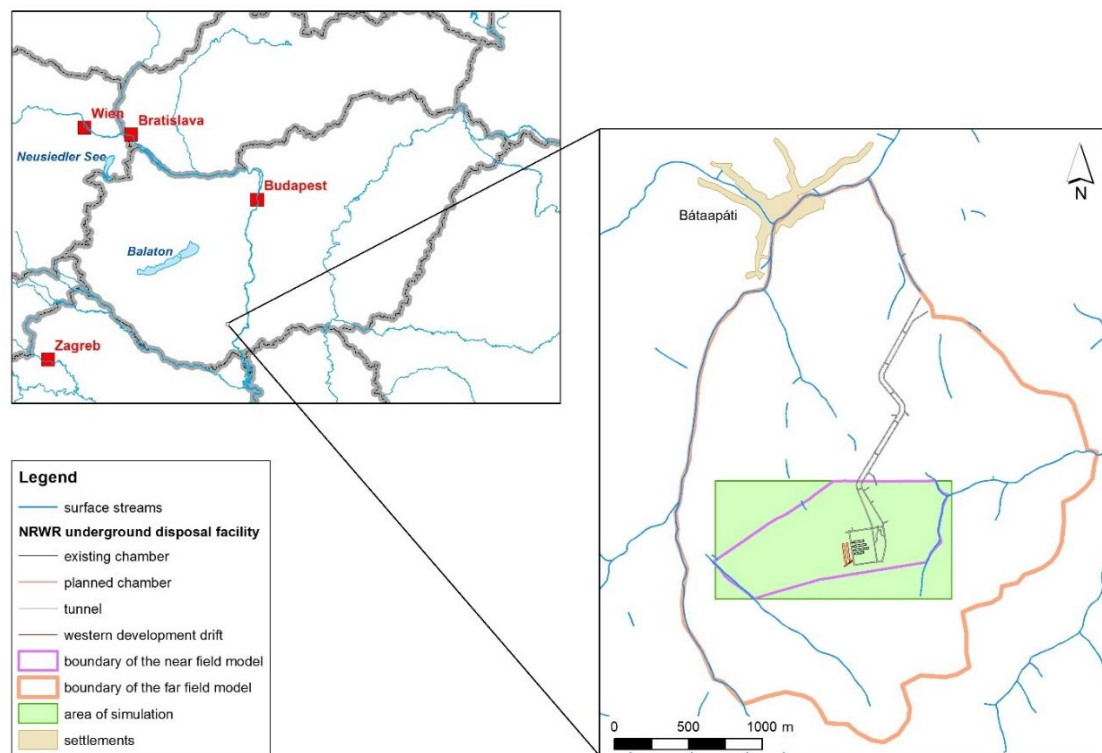 Wien
Bratislava
Neusiedler See
Budapest
Balaton
Zagreb
Legend
surface streams
NRWR underground disposal facility
existing chamber
planned chamber
tunnel
western development drift
boundary of the near field model
boundary of the far field model
area of simulation
settlements
Bátaapáti
N
0 500 1000 m